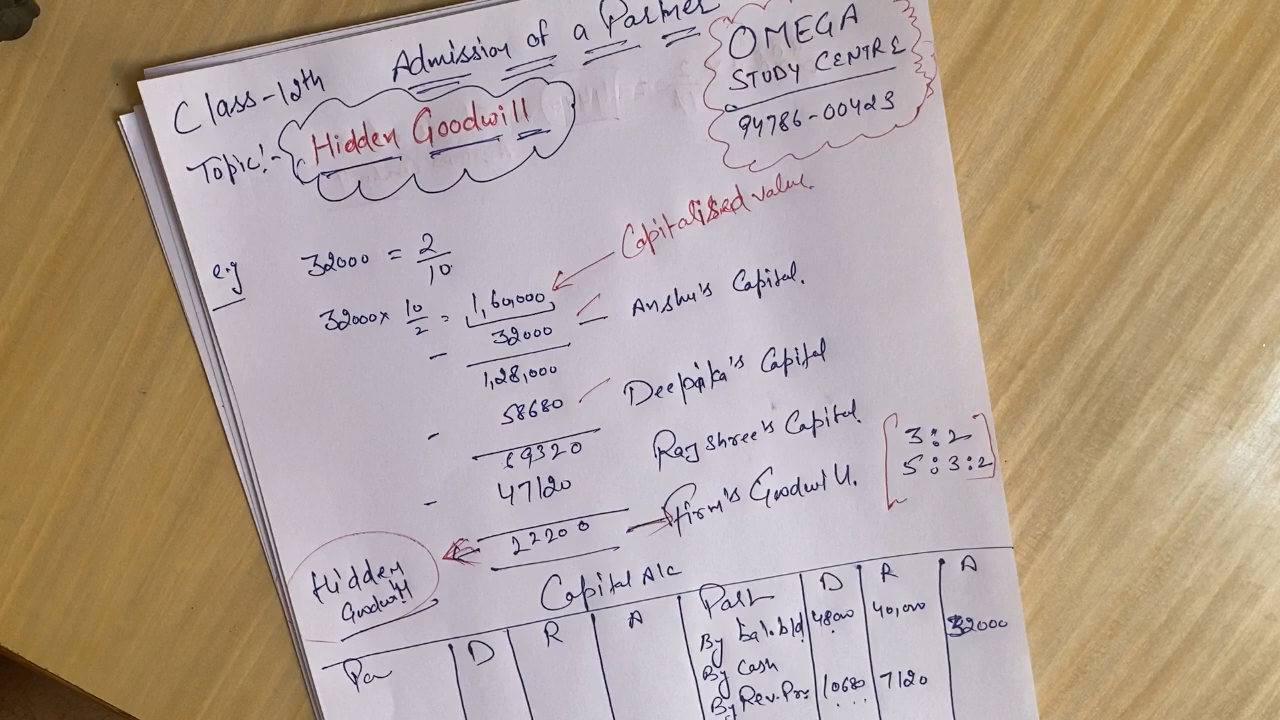 Admission of a Partner
OMEGA
STUDY CENTRE
94786-00423
Class-12th
Topic:- Hidden Goodwill
Capitalised value.
e.g 32000 = 2/10
32000 x 10/2 = 1,60,000
- 32000 — Anshu's Capital.
1,28,000
- 58680 Deepika's Capital
69320
- 47120 Rajshree's Capital.
22200 → Firm's Goodwill.
3:2
5:3:2
Hidden
Goodwill
Capital A/c
Pa D R A Part D R A
By bal. b/d 48000 40,000 32000
By Cash
By Rev. Pro: 10680 7120